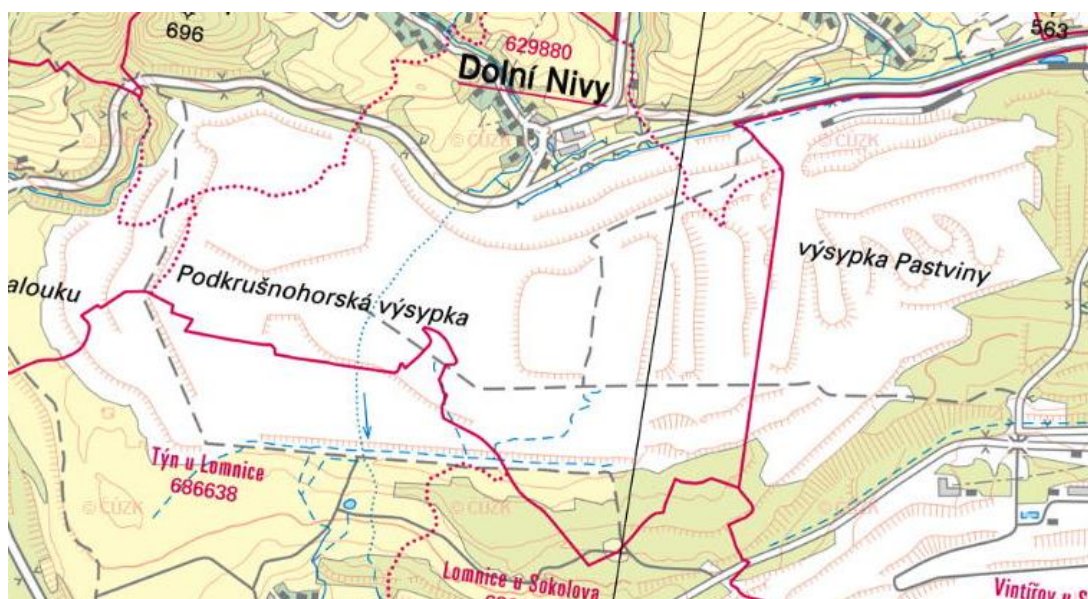 696
629880
563
Dolní Nivy
© ČÚZK
© ČÚZK
© ČÚZK
výsypka Pastviny
Podkrušnohorská výsypka
alouku
Týn u Lomnice
686638
© ČÚZK
© ČÚZK
© ČÚZK
Lomnice u Sokolova
Vintířov u S